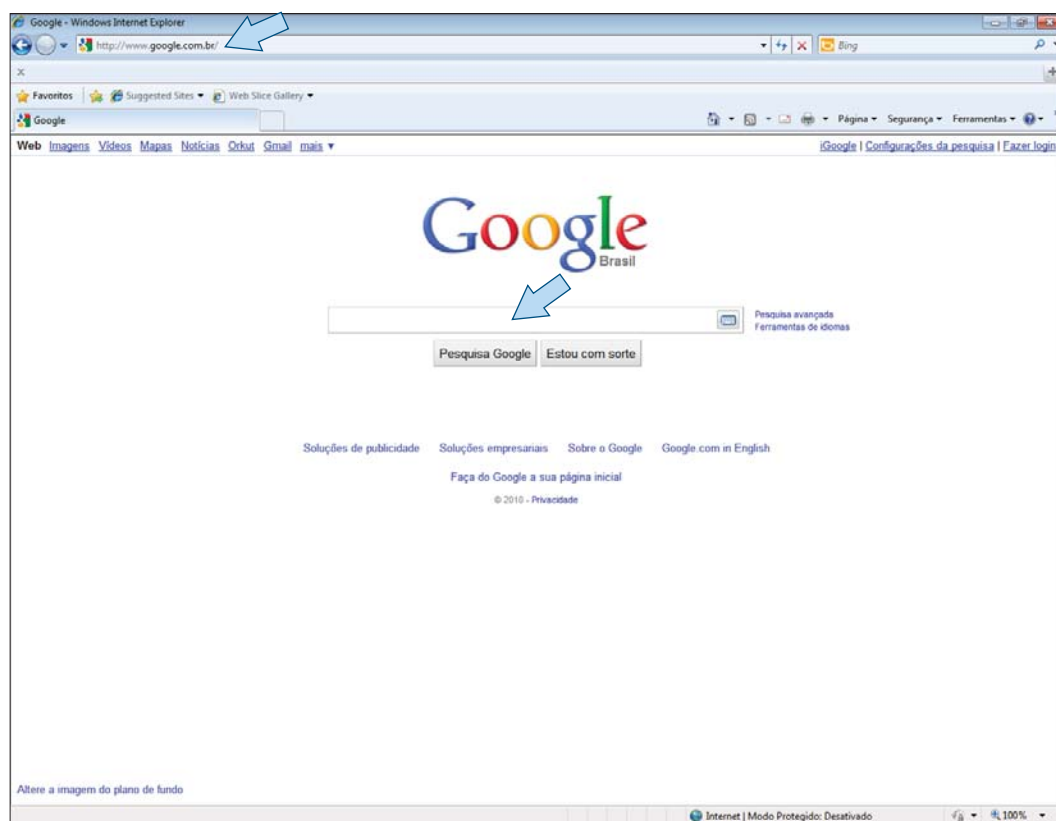 Google - Windows Internet Explorer
http://www.google.com.br/
Bing
x
Favoritos Suggested Sites Web Slice Gallery
Google Página Segurança Ferramentas
Web Imagens Vídeos Mapas Notícias Orkut Gmail mais ▼ iGoogle | Configurações da pesquisa | Fazer login
Google
Brasil
Pesquisa avançada
Ferramentas de idiomas
Pesquisa Google Estou com sorte
Soluções de publicidade Soluções empresariais Sobre o Google Google.com in English
Faça do Google a sua página inicial
© 2010 - Privacidade
Altere a imagem do plano de fundo
Internet | Modo Protegido: Desativado 100%